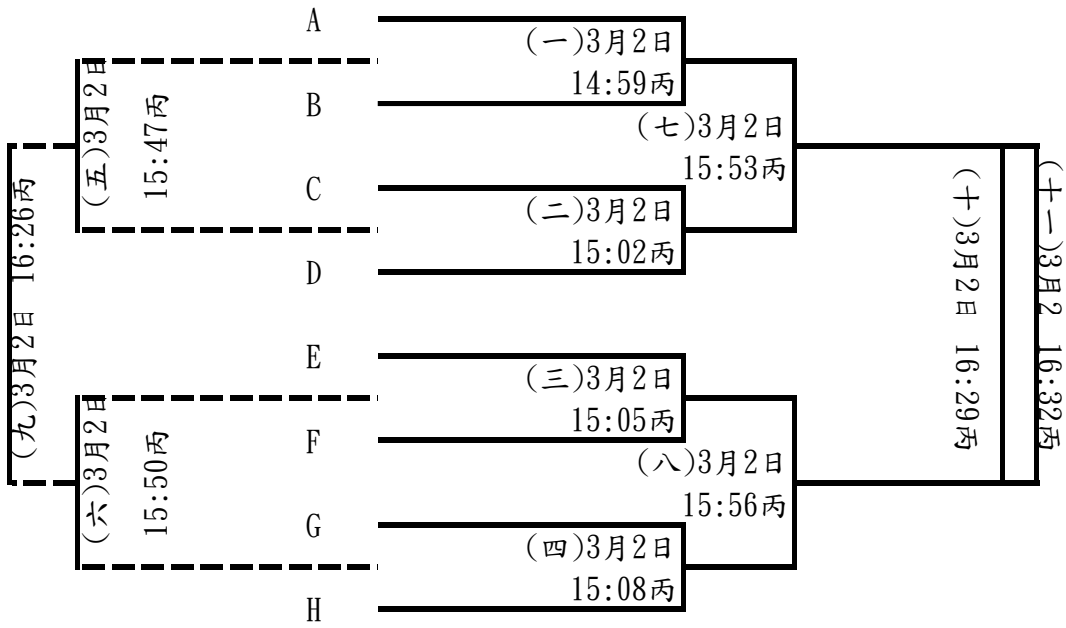 A
(一)3月2日
14:59丙
B
(五)3月2日
15:47丙
(七)3月2日
15:53丙
C
(二)3月2日
15:02丙
D
(九)3月2日 16:26丙
(十)3月2日 16:29丙
(十一)3月2 16:32丙
E
(三)3月2日
15:05丙
F
(六)3月2日
15:50丙
(八)3月2日
15:56丙
G
(四)3月2日
15:08丙
H